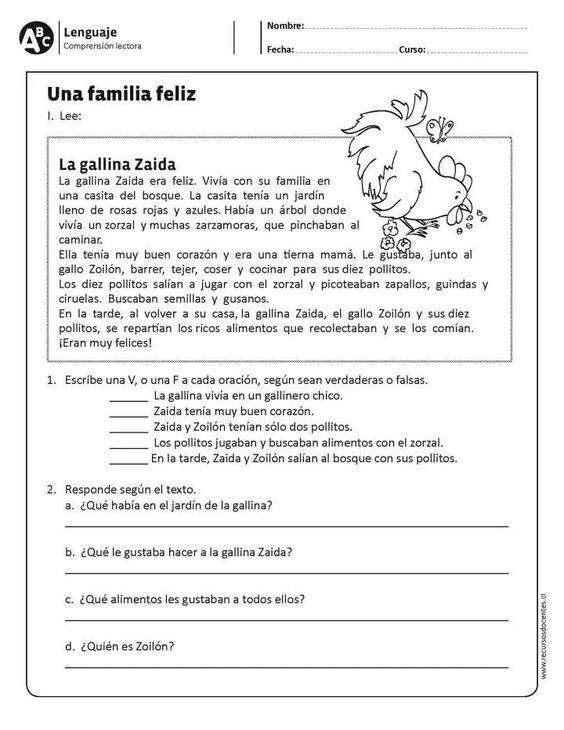 ABC
Lenguaje
Comprensión lectora
Nombre:
Fecha: Curso:
Una familia feliz
I. Lee:
La gallina Zaida
La gallina Zaida era feliz. Vivía con su familia en
una casita del bosque. La casita tenía un jardín
lleno de rosas rojas y azules. Había un árbol donde
vivía un zorzal y muchas zarzamoras, que pinchaban al
caminar.
Ella tenía muy buen corazón y era una tierna mamá. Le gustaba, junto al
gallo Zoilón, barrer, tejer, coser y cocinar para sus diez pollitos.
Los diez pollitos salían a jugar con el zorzal y picoteaban zapallos, guindas y
ciruelas. Buscaban semillas y gusanos.
En la tarde, al volver a su casa, la gallina Zaida, el gallo Zoilón y sus diez
pollitos, se repartían los ricos alimentos que recolectaban y se los comían.
¡Eran muy felices!
1. Escribe una V, o una F a cada oración, según sean verdaderas o falsas.
______ La gallina vivía en un gallinero chico.
______ Zaida tenía muy buen corazón.
______ Zaida y Zoilón tenían sólo dos pollitos.
______ Los pollitos jugaban y buscaban alimentos con el zorzal.
______ En la tarde, Zaida y Zoilón salían al bosque con sus pollitos.
2. Responde según el texto.
a. ¿Qué había en el jardín de la gallina?
b. ¿Qué le gustaba hacer a la gallina Zaida?
c. ¿Qué alimentos les gustaban a todos ellos?
d. ¿Quién es Zoilón?
www.recursosdocentes.cl